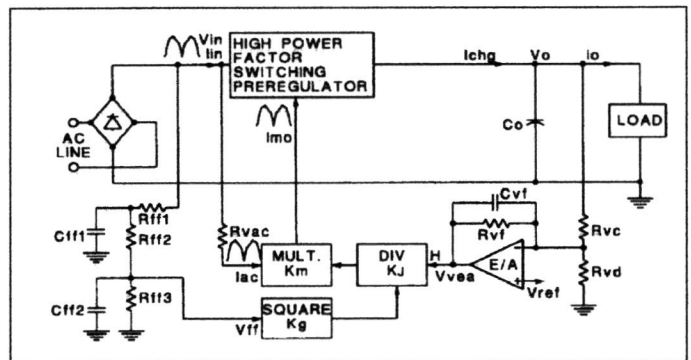 Vin
Iin
HIGH POWER
FACTOR
SWITCHING
PREREGULATOR
Ichg
Vo
io
Imo
Co
LOAD
AC
LINE
Rff1
Cff1
Rff2
Rvac
Cvf
Rvf
Rvc
Iac
MULT.
Km
DIV
KJ
H
Vvea
E/A
Rvd
Vref
Cff2
Rff3
Vff
SQUARE
Kg